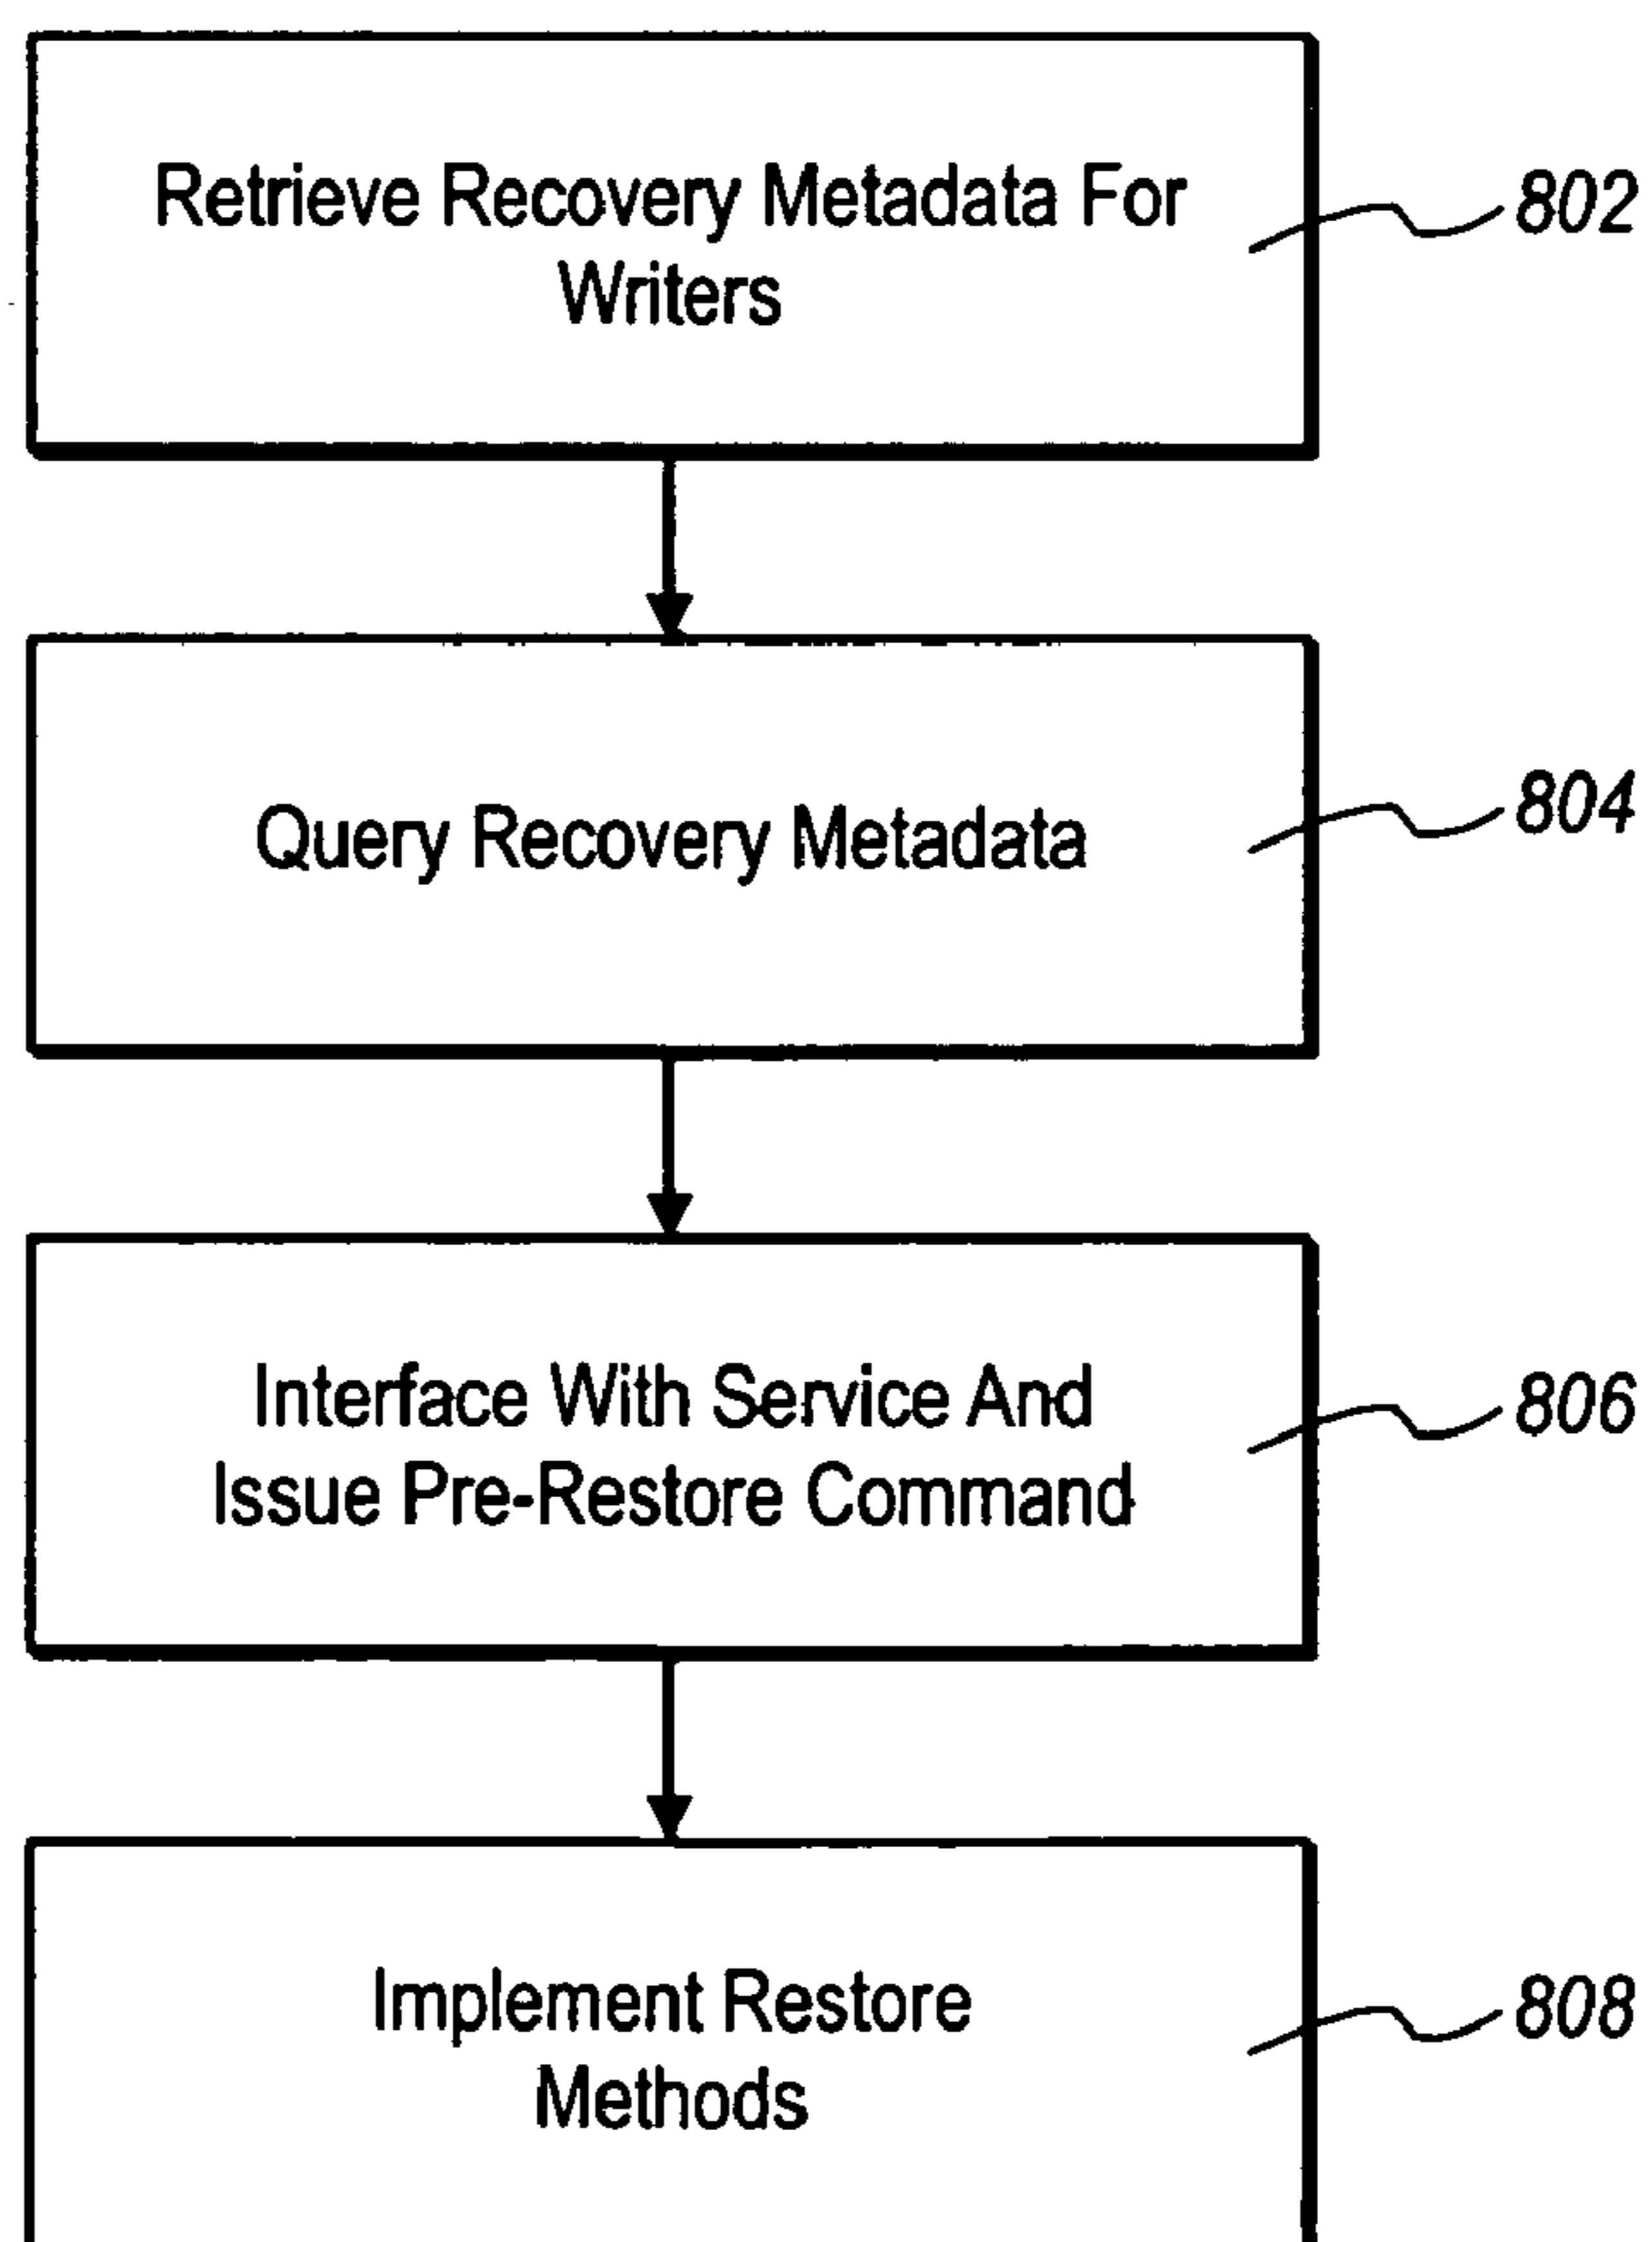 Retrieve Recovery Metadata For
Writers
802
Query Recovery Metadata
804
Interface With Service And
Issue Pre-Restore Command
806
Implement Restore
Methods
808